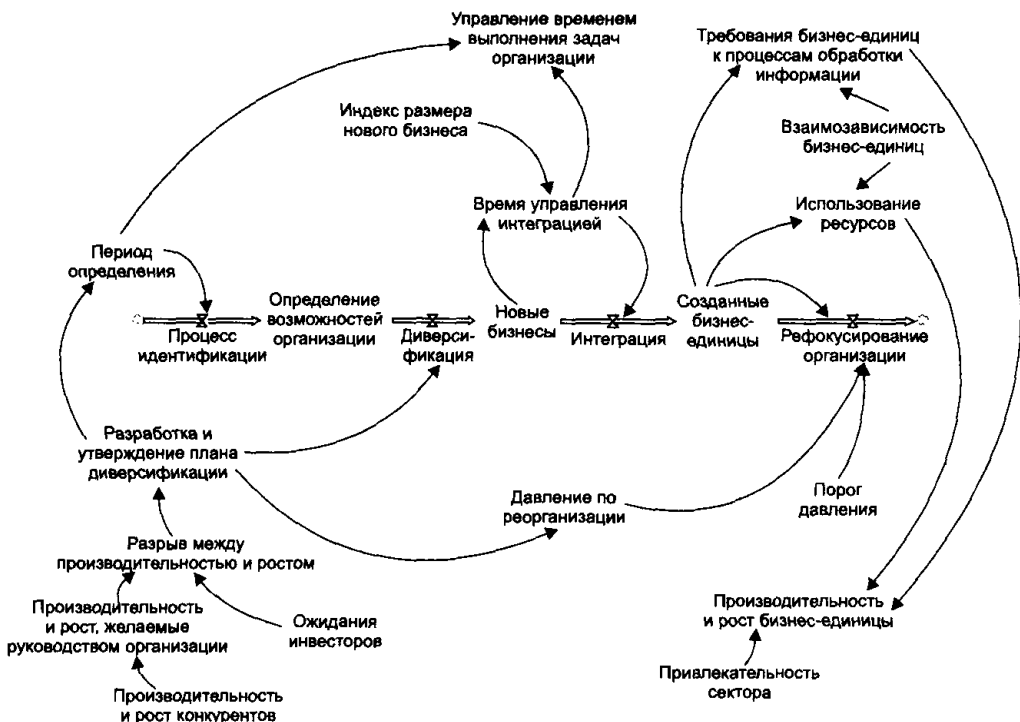 Управление временем
выполнения задач
организации
Требования бизнес-единиц
к процессам обработки
информации
Индекс размера
нового бизнеса
Взаимозависимость
бизнес-единиц
Время управления
интеграцией
Использование
ресурсов
Период
определения
Определение
возможностей
организации
Процесс
идентификации
Диверси-
фикация
Новые
бизнесы
Интеграция
Созданные
бизнес-
единицы
Рефокусирование
организации
Разработка и
утверждение плана
диверсификации
Давление по
реорганизации
Порог
давления
Разрыв между
производительностью и ростом
Производительность
и рост, желаемые
руководством организации
Ожидания
инвесторов
Производительность
и рост бизнес-единицы
Привлекательность
сектора
Производительность
и рост конкурентов